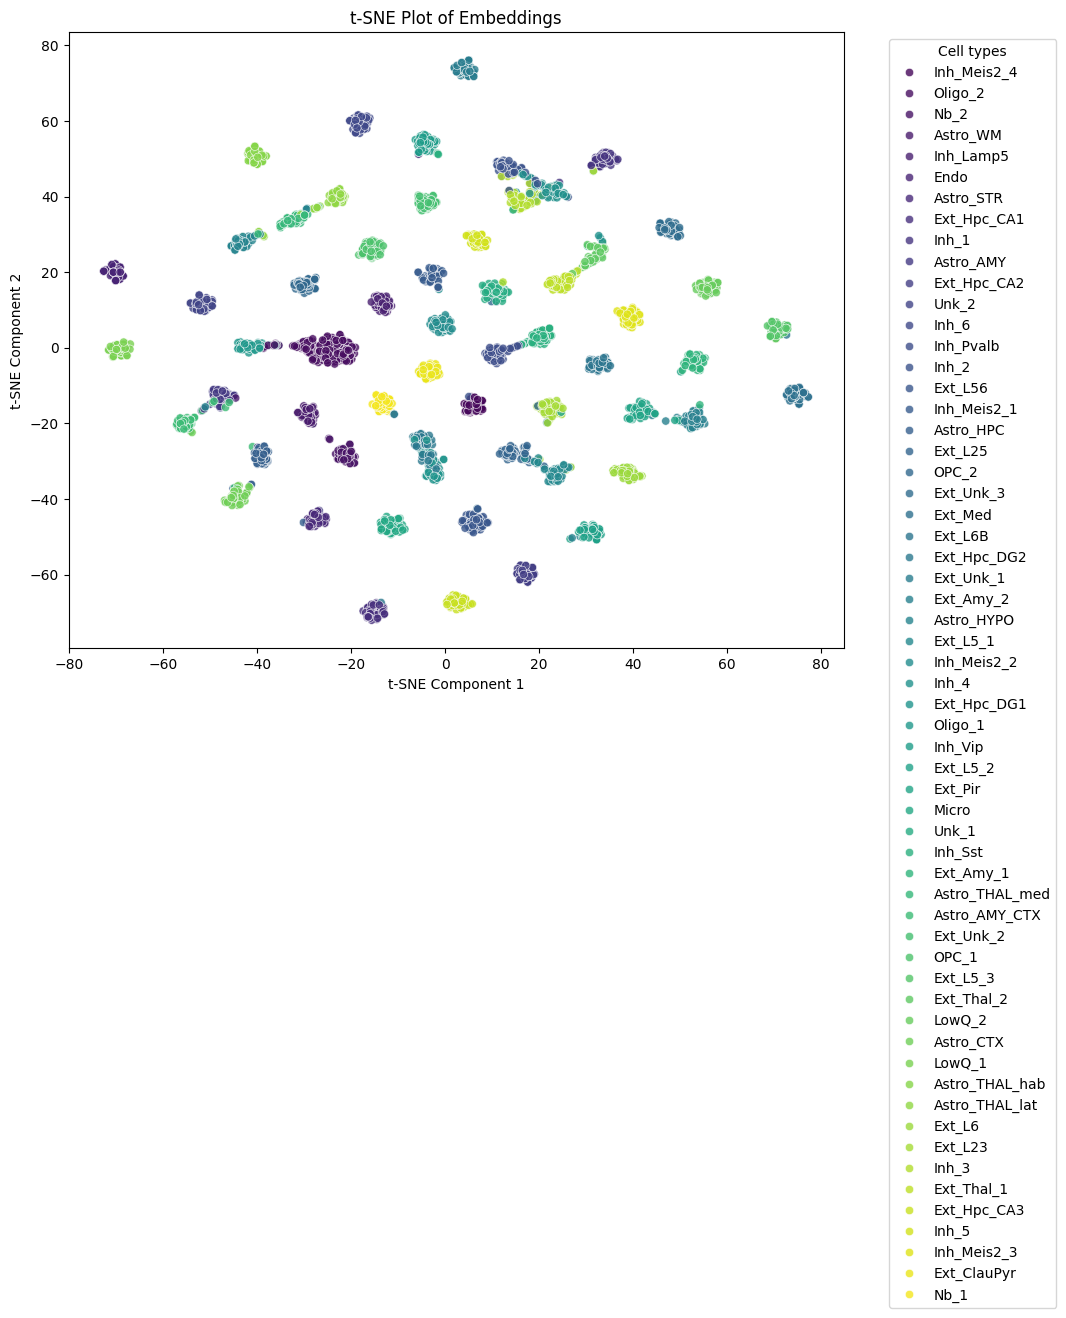 t-SNE Plot of Embeddings
t-SNE Component 2
80
60
40
20
0
−20
−40
−60
−80
−60
−40
−20
0
20
40
60
80
t-SNE Component 1
Cell types
Inh_Meis2_4
Oligo_2
Nb_2
Astro_WM
Inh_Lamp5
Endo
Astro_STR
Ext_Hpc_CA1
Inh_1
Astro_AMY
Ext_Hpc_CA2
Unk_2
Inh_6
Inh_Pvalb
Inh_2
Ext_L56
Inh_Meis2_1
Astro_HPC
Ext_L25
OPC_2
Ext_Unk_3
Ext_Med
Ext_L6B
Ext_Hpc_DG2
Ext_Unk_1
Ext_Amy_2
Astro_HYPO
Ext_L5_1
Inh_Meis2_2
Inh_4
Ext_Hpc_DG1
Oligo_1
Inh_Vip
Ext_L5_2
Ext_Pir
Micro
Unk_1
Inh_Sst
Ext_Amy_1
Astro_THAL_med
Astro_AMY_CTX
Ext_Unk_2
OPC_1
Ext_L5_3
Ext_Thal_2
LowQ_2
Astro_CTX
LowQ_1
Astro_THAL_hab
Astro_THAL_lat
Ext_L6
Ext_L23
Inh_3
Ext_Thal_1
Ext_Hpc_CA3
Inh_5
Inh_Meis2_3
Ext_ClauPyr
Nb_1